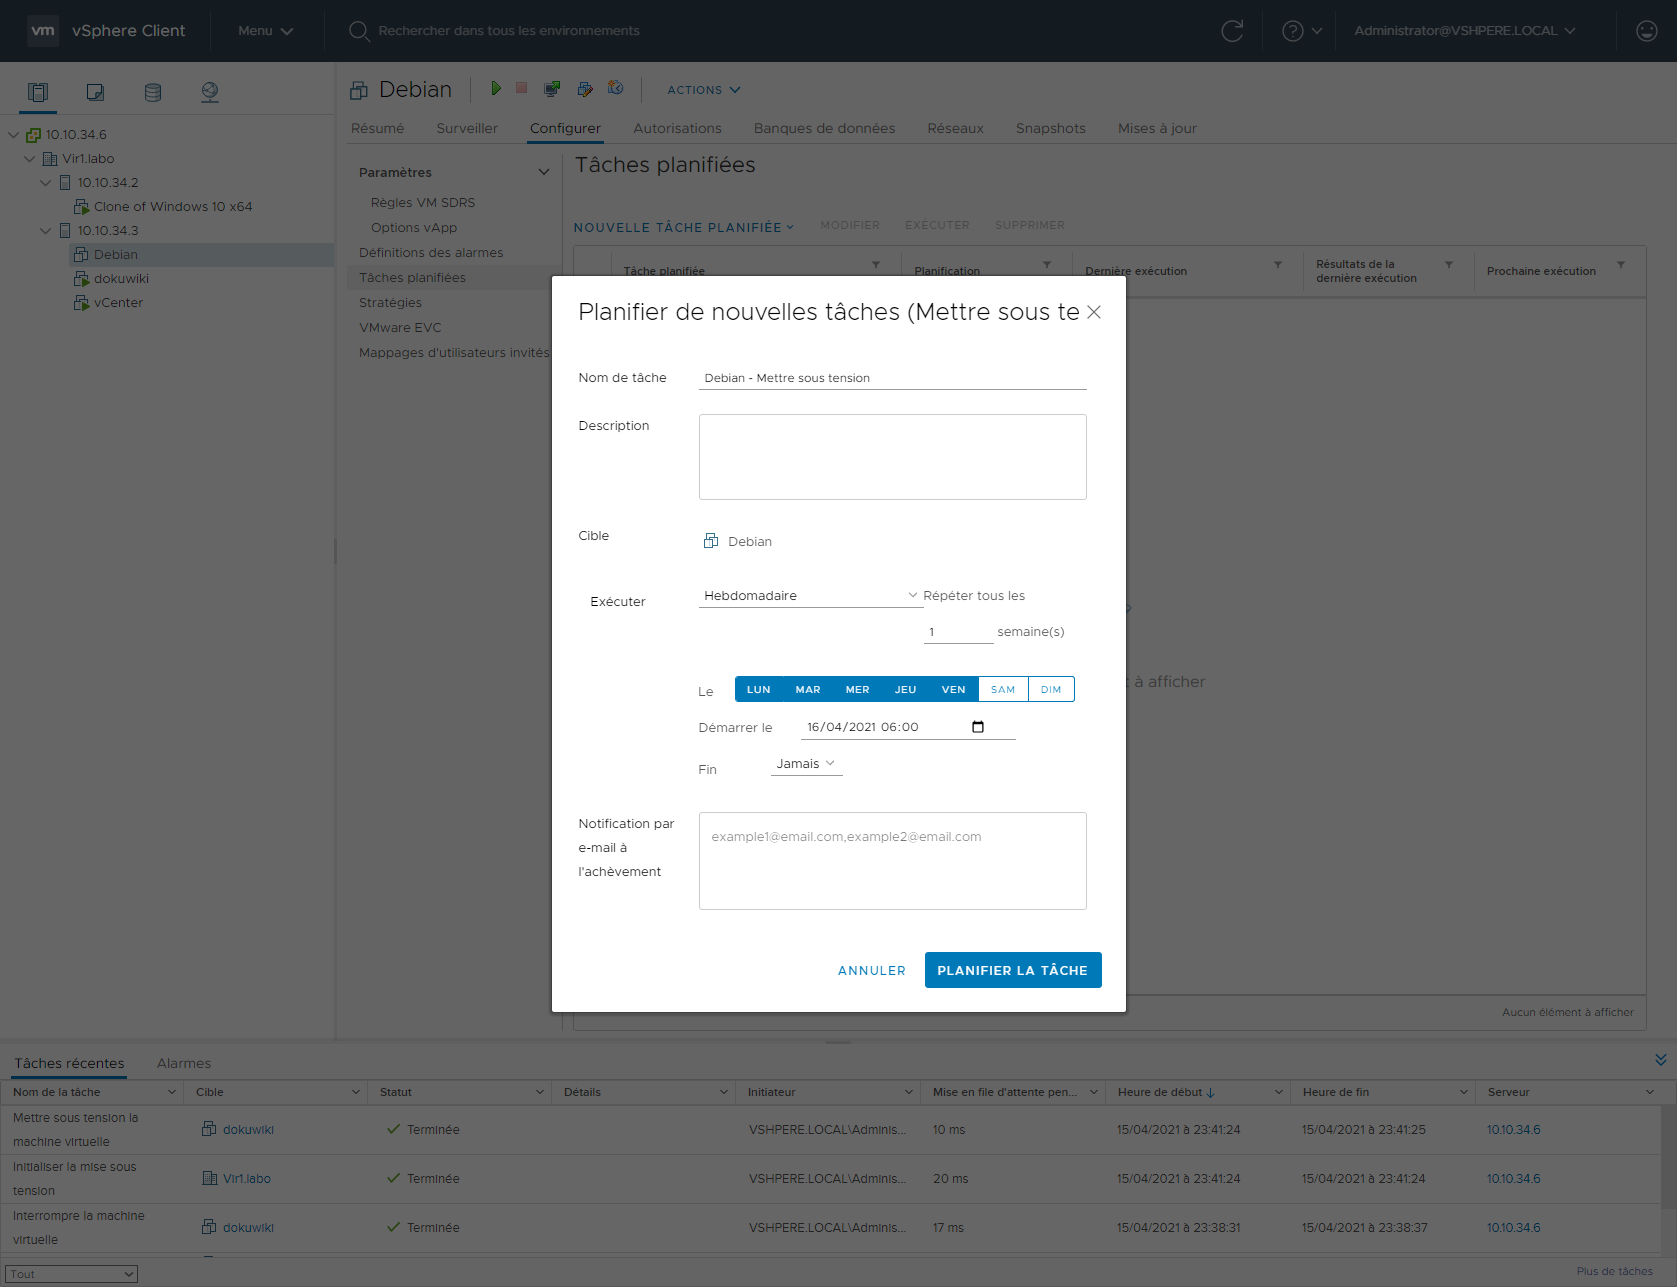 vm vSphere Client Menu Rechercher dans tous les environnements Administrator@VSHPERE.LOCAL
Debian ACTIONS
Résumé Surveiller Configurer Autorisations Banques de données Réseaux Snapshots Mises à jour
10.10.34.6
Vir1.labo
10.10.34.2
Clone of Windows 10 x64
10.10.34.3
Debian
dokuwiki
vCenter
Paramètres
Règles VM SDRS
Options vApp
Définitions des alarmes
Tâches planifiées
Stratégies
VMware EVC
Mappages d'utilisateurs invités
Tâches planifiées
NOUVELLE TÂCHE PLANIFIÉE MODIFIER EXÉCUTER SUPPRIMER
Tâche planifiée Planification Dernière exécution Résultats de la dernière exécution Prochaine exécution
Planifier de nouvelles tâches (Mettre sous te
Nom de tâche Debian - Mettre sous tension
Description
Cible Debian
Exécuter Hebdomadaire Répéter tous les
1 semaine(s)
Le LUN MAR MER JEU VEN SAM DIM
Démarrer le 16/04/2021 06:00
Fin Jamais
Notification par
e-mail à
l'achèvement
example1@email.com,example2@email.com
ANNULER PLANIFIER LA TÂCHE
à afficher
Aucun élément à afficher
Tâches récentes Alarmes
Nom de la tâche Cible Statut Détails Initiateur Mise en file d'attente pen... Heure de début Heure de fin Serveur
Mettre sous tension la
machine virtuelle
dokuwiki Terminée VSHPERE.LOCAL\Adminis... 10 ms 15/04/2021 à 23:41:24 15/04/2021 à 23:41:25 10.10.34.6
Initialiser la mise sous
tension
Vir1.labo Terminée VSHPERE.LOCAL\Adminis... 20 ms 15/04/2021 à 23:41:24 15/04/2021 à 23:41:24 10.10.34.6
Interrompre la machine
virtuelle
dokuwiki Terminée VSHPERE.LOCAL\Adminis... 17 ms 15/04/2021 à 23:38:31 15/04/2021 à 23:38:37 10.10.34.6
Tout Plus de tâches